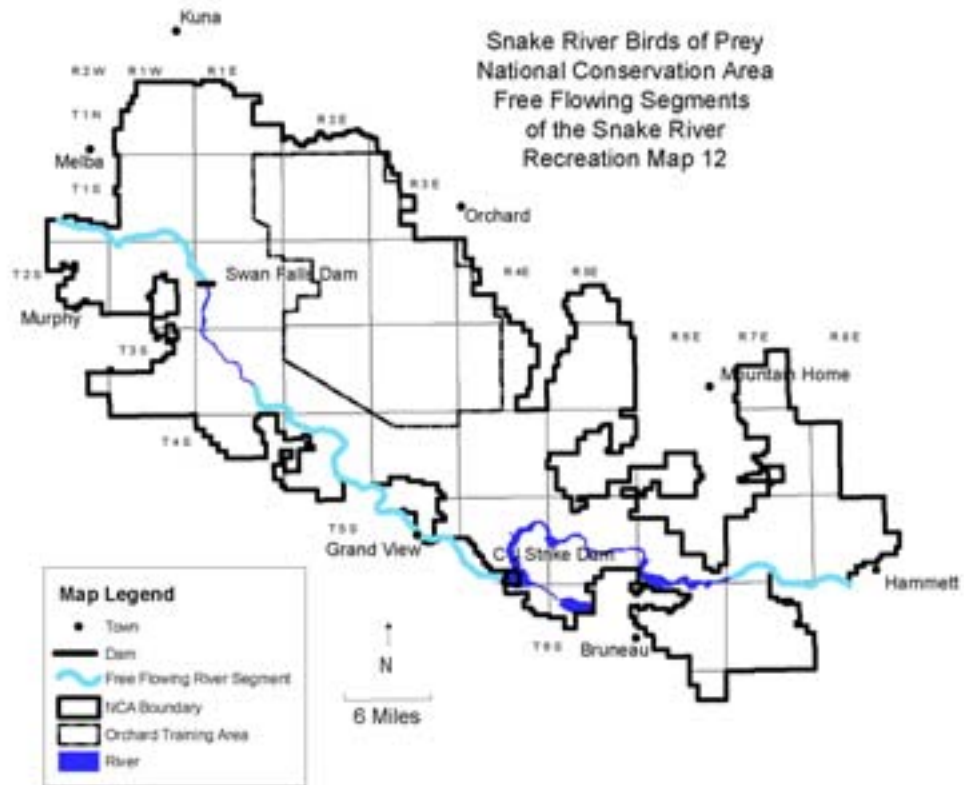 Kuna
Snake River Birds of Prey
National Conservation Area
Free Flowing Segments
of the Snake River
Recreation Map 12
R2W R1W R1E
T1N
R2E
Melba
T1S
R3E
Orchard
T2S
Swan Falls Dam
R4E R5E
Murphy
T3S
R6E R7E R8E
Mountain Home
T4E
T5S
Grand View
C J Strike Dam
Hammett
T6S
Bruneau
Map Legend
Town
Dam
Free Flowing River Segment
NCA Boundary
Orchard Training Area
River
N
6 Miles